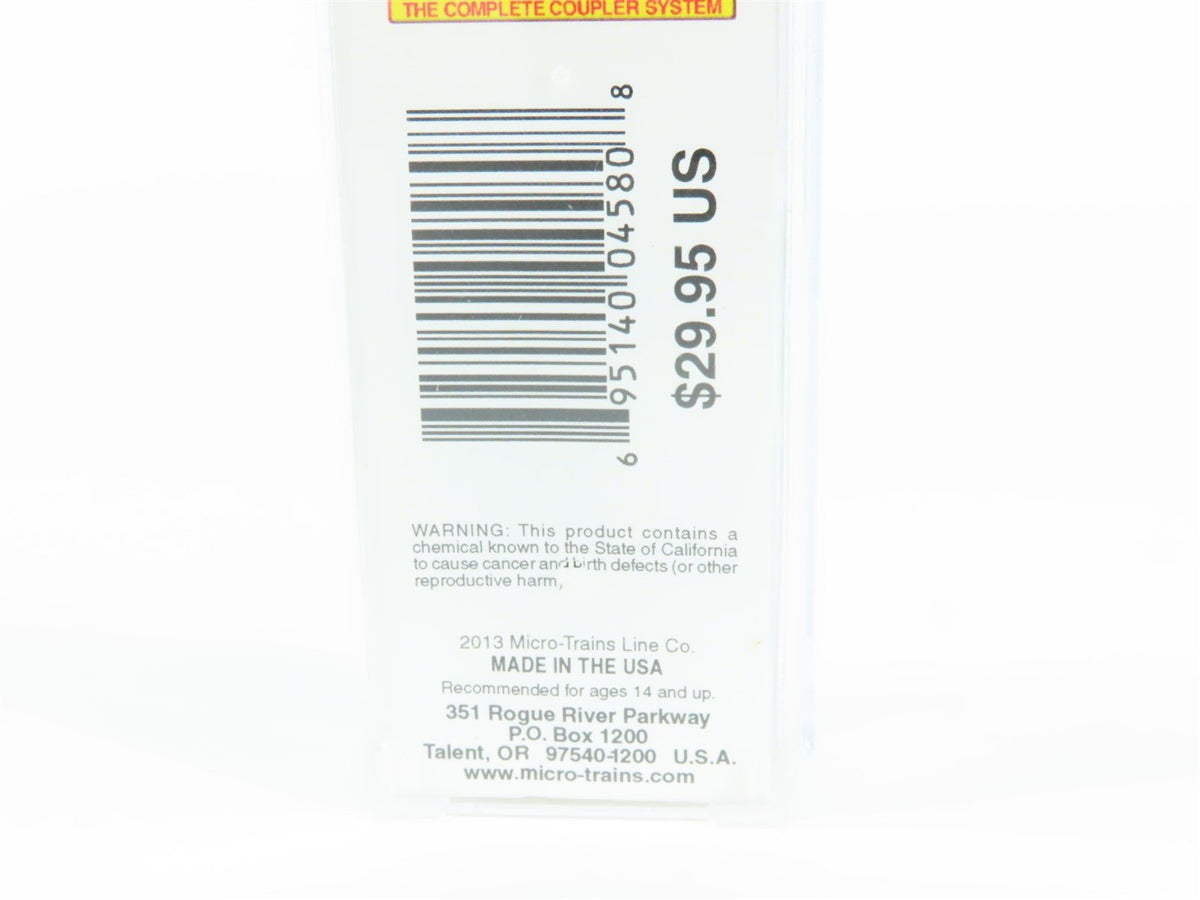 THE COMPLETE COUPLER SYSTEM
6 95140 04580 8
$29.95 US
WARNING: This product contains a
chemical known to the State of California
to cause cancer and birth defects (or other
reproductive harm)
2013 Micro-Trains Line Co.
MADE IN THE USA
Recommended for ages 14 and up.
351 Rogue River Parkway
P.O. Box 1200
Talent, OR 97540-1200 U.S.A.
www.micro-trains.com